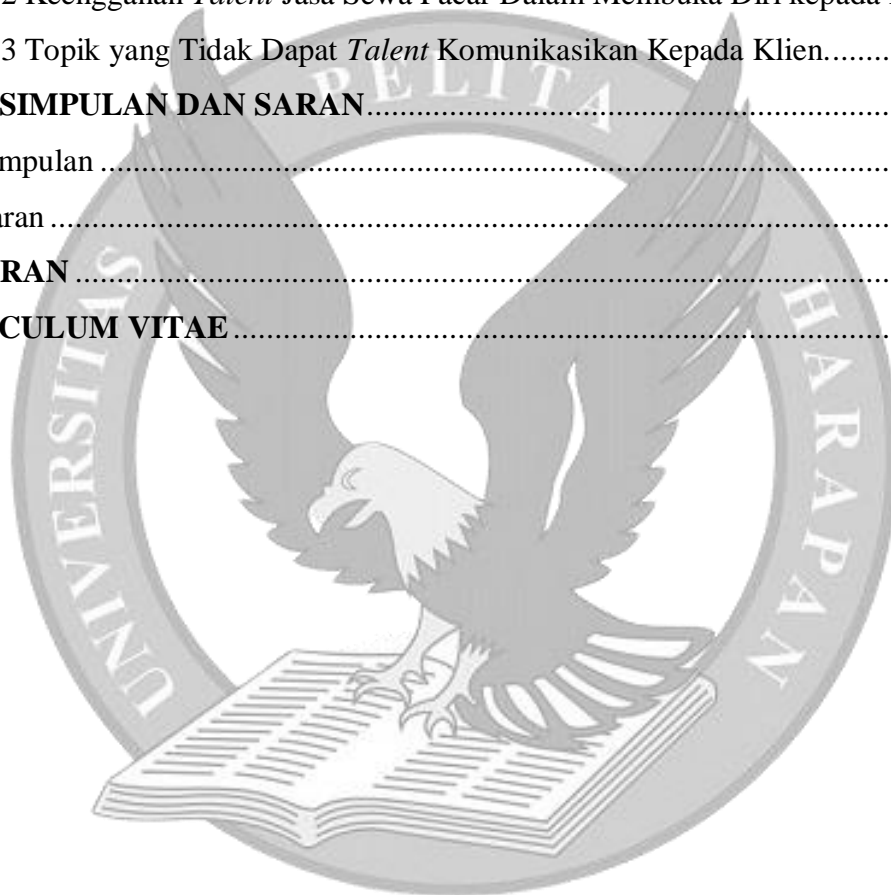 2 Keengganan Talent Jasa Sewa Pacar Dalam Membuka Diri kepada
3 Topik yang Tidak Dapat Talent Komunikasikan Kepada Klien.........
SIMPULAN DAN SARAN..............................................................................
mpulan ....................................................................................................
aran ..........................................................................................................
RAN ........................................................................................................
CULUM VITAE ....................................................................................
UNIVERSITAS PELITA HARAPAN